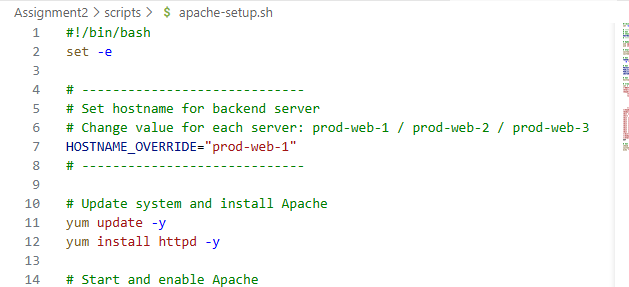 Assignment2 > scripts > $ apache-setup.sh
1 #!/bin/bash
2 set -e
3
4 # -----------------------------
5 # Set hostname for backend server
6 # Change value for each server: prod-web-1 / prod-web-2 / prod-web-3
7 HOSTNAME_OVERRIDE="prod-web-1"
8 # -----------------------------
9
10 # Update system and install Apache
11 yum update -y
12 yum install httpd -y
13
14 # Start and enable Apache